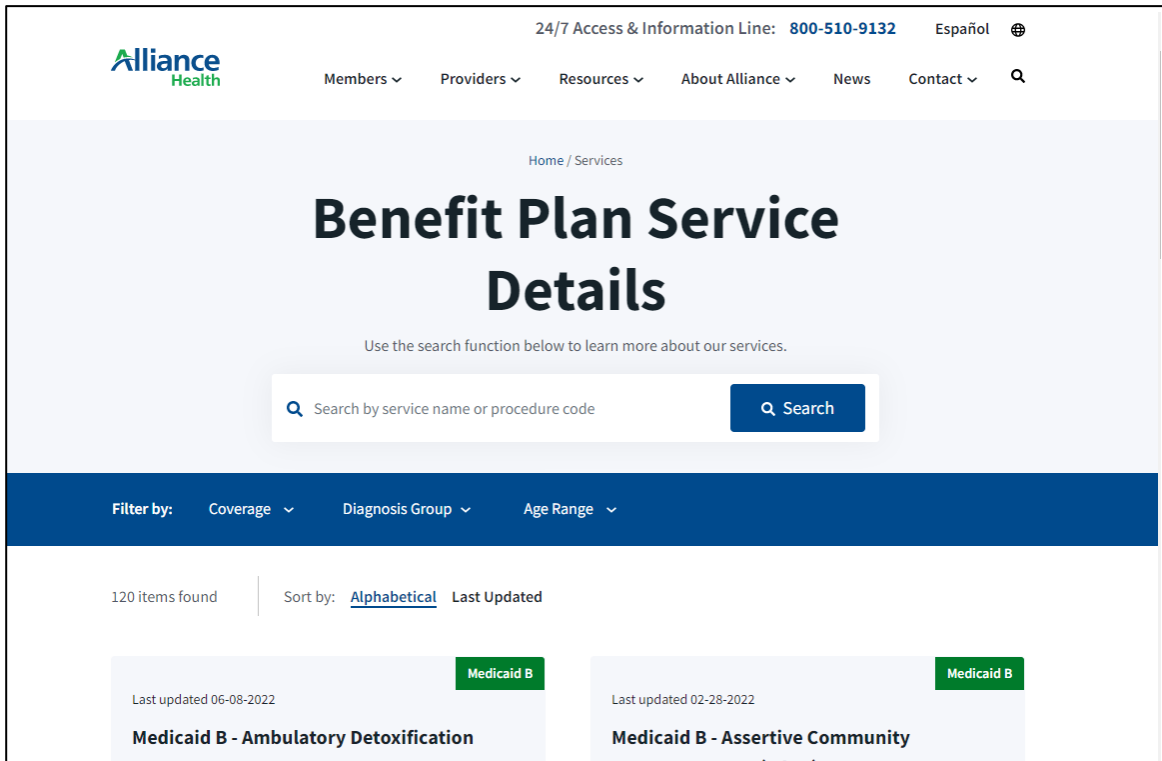 24/7 Access & Information Line: 800-510-9132 Español
Alliance
Health
Members Providers Resources About Alliance News Contact
Home / Services
Benefit Plan Service
Details
Use the search function below to learn more about our services.
Search by service name or procedure code Search
Filter by: Coverage Diagnosis Group Age Range
120 items found Sort by: Alphabetical Last Updated
Medicaid B
Last updated 06-08-2022
Medicaid B - Ambulatory Detoxification
Medicaid B
Last updated 02-28-2022
Medicaid B - Assertive Community